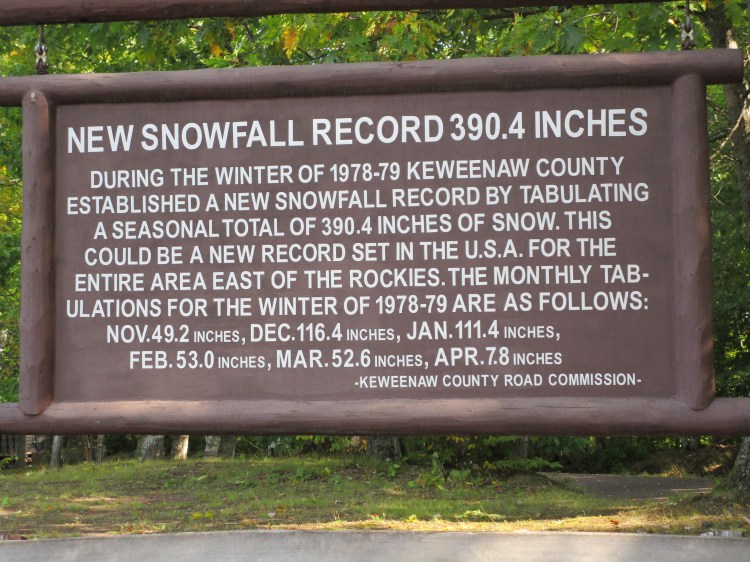 NEW SNOWFALL RECORD 390.4 INCHES
DURING THE WINTER OF 1978-79 KEWEENAW COUNTY
ESTABLISHED A NEW SNOWFALL RECORD BY TABULATING
A SEASONAL TOTAL OF 390.4 INCHES OF SNOW. THIS
COULD BE A NEW RECORD SET IN THE U.S.A. FOR THE
ENTIRE AREA EAST OF THE ROCKIES. THE MONTHLY TAB-
ULATIONS FOR THE WINTER OF 1978-79 ARE AS FOLLOWS:
NOV. 49.2 INCHES, DEC. 116.4 INCHES, JAN. 111.4 INCHES,
FEB. 53.0 INCHES, MAR. 52.6 INCHES, APR. 7.8 INCHES
-KEWEENAW COUNTY ROAD COMMISSION-